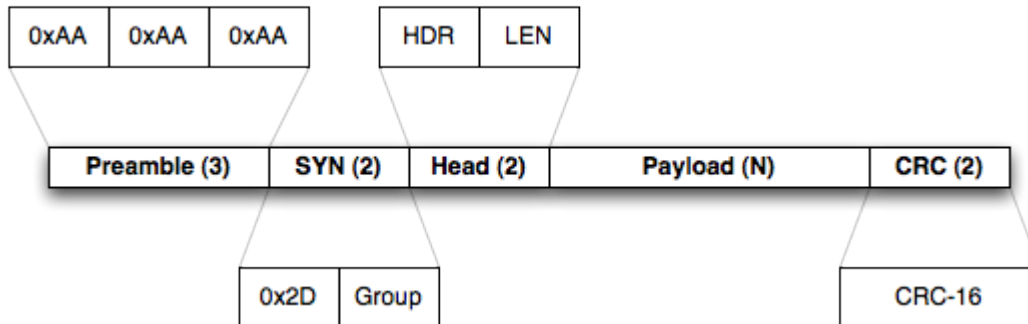 0xAA 0xAA 0xAA HDR LEN
Preamble (3) SYN (2) Head (2) Payload (N) CRC (2)
0x2D Group CRC-16